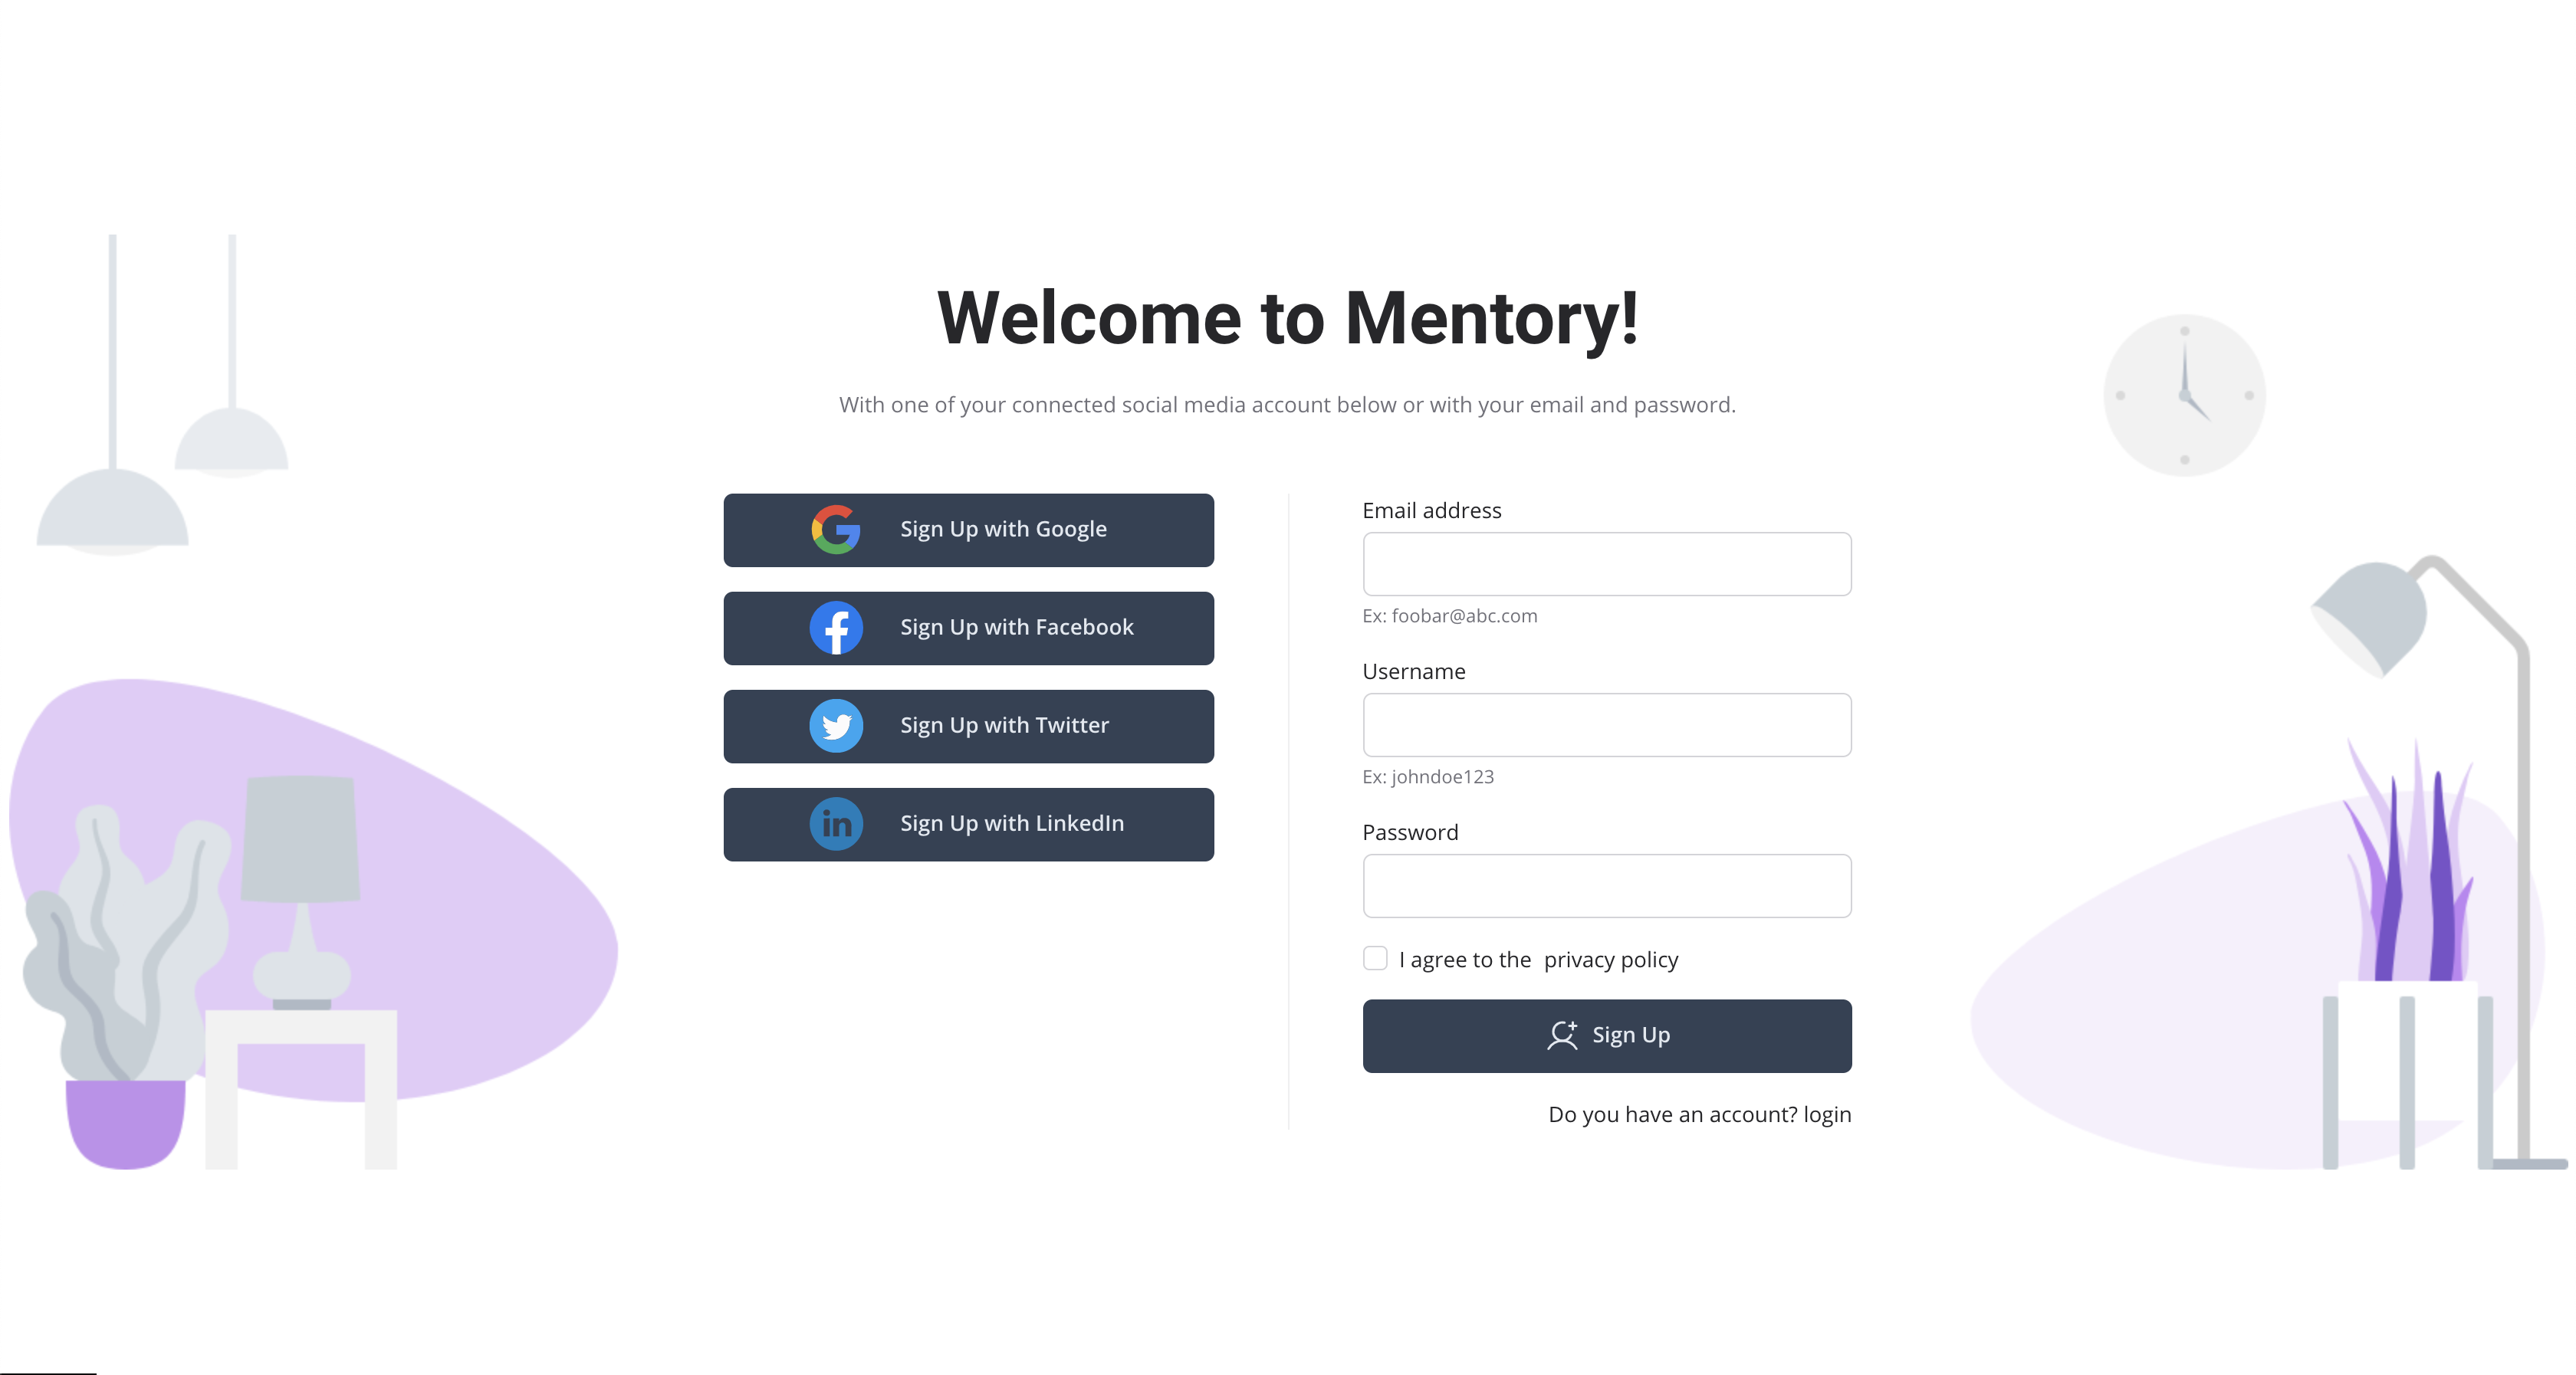 Welcome to Mentory!
With one of your connected social media account below or with your email and password.
Sign Up with Google
Sign Up with Facebook
Sign Up with Twitter
in
Sign Up with LinkedIn
Email address
Ex: foobar@abc.com
Username
Ex: johndoe123
Password
I agree to the privacy policy
Sign Up
Do you have an account? login